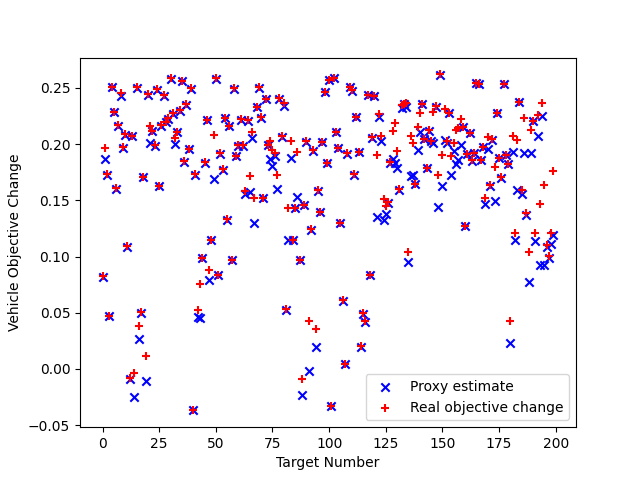 0.25
0.20
0.15
0.10
0.05
0.00
−0.05
Vehicle Objective Change
0 25 50 75 100 125 150 175 200
Target Number
Proxy estimate
Real objective change